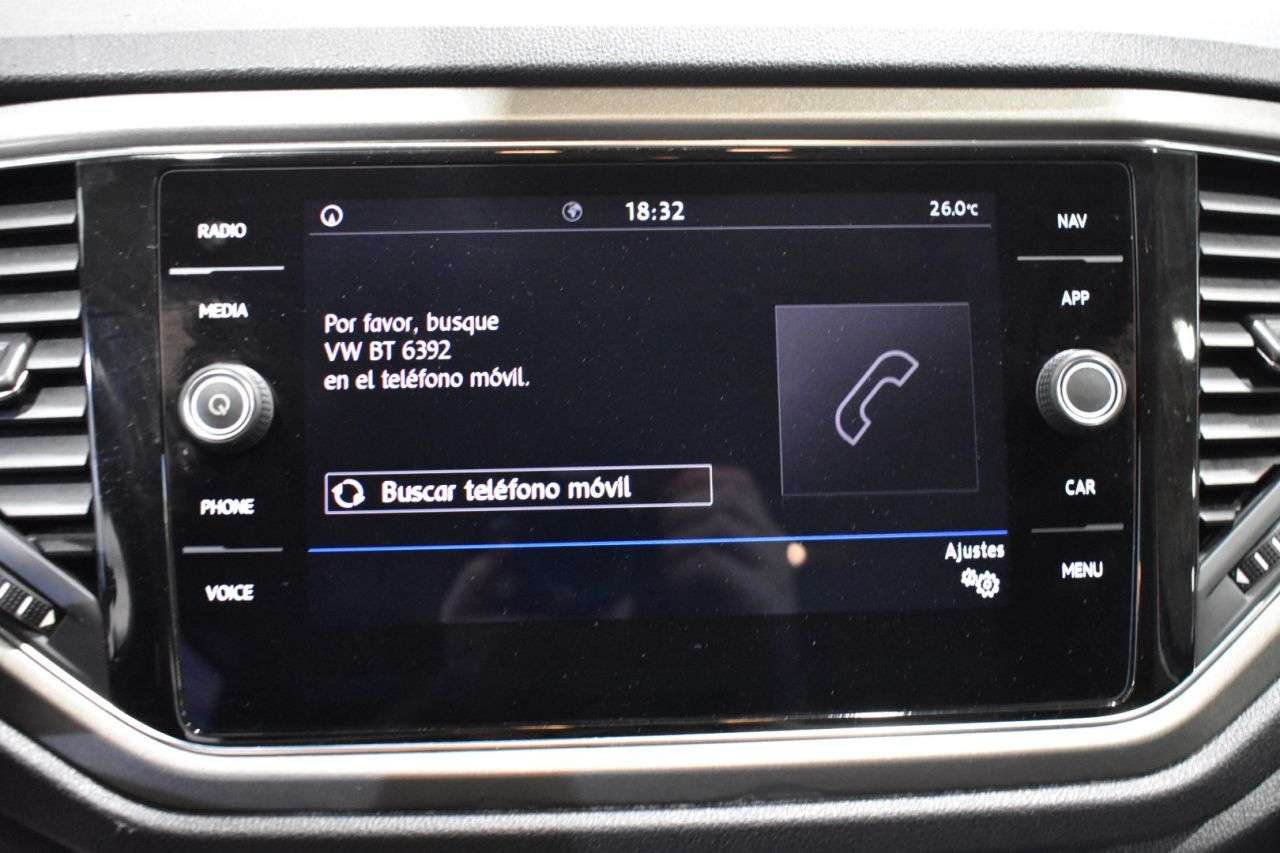 18:32
26.0°C
RADIO
MEDIA
PHONE
VOICE
Por favor, busque
VW BT 6392
en el teléfono móvil.
Buscar teléfono móvil
Ajustes
NAV
APP
CAR
MENU